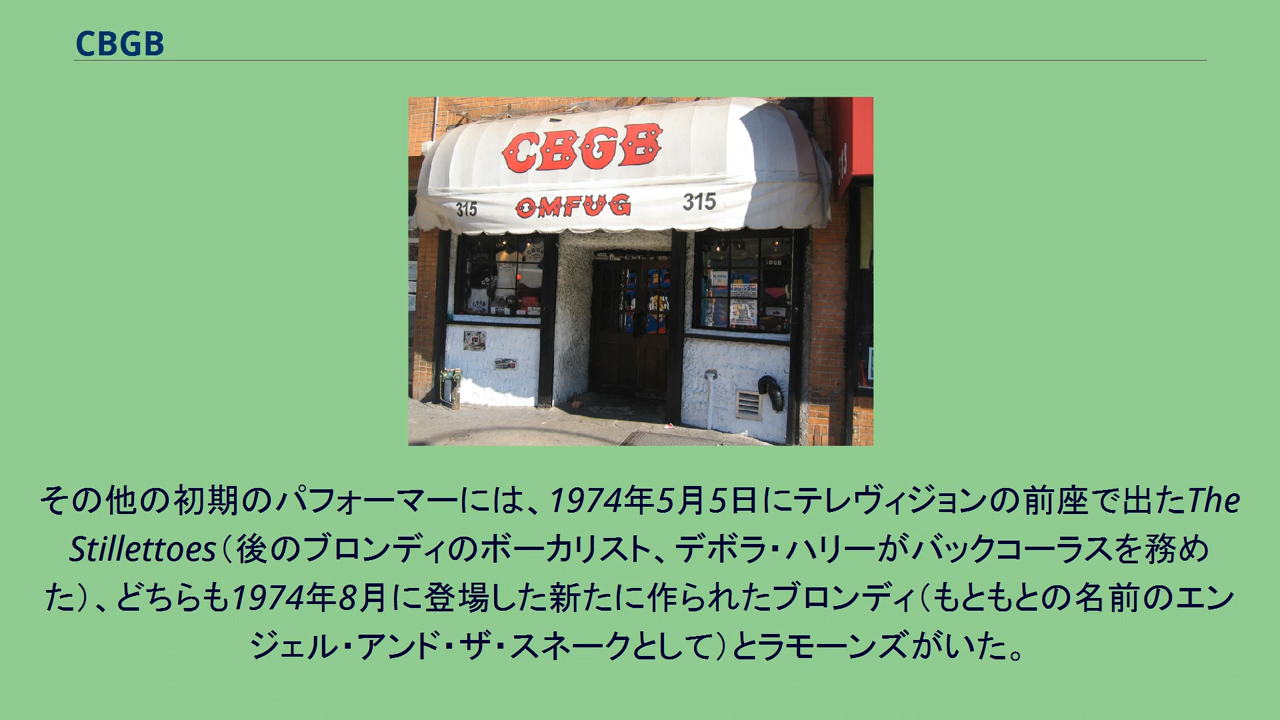 CBGB
CBGB
315 OMFUG 315
その他の初期のパフォーマーには、1974年5月5日にテレヴィジョンの前座で出たThe
Stillettoes（後のブロンディのボーカリスト、デボラ・ハリーがバックコーラスを務め
た）、どちらも1974年8月に登場した新たに作られたブロンディ（もともとの名前のエン
ジェル・アンド・ザ・スネークとして）とラモーンズがいた。